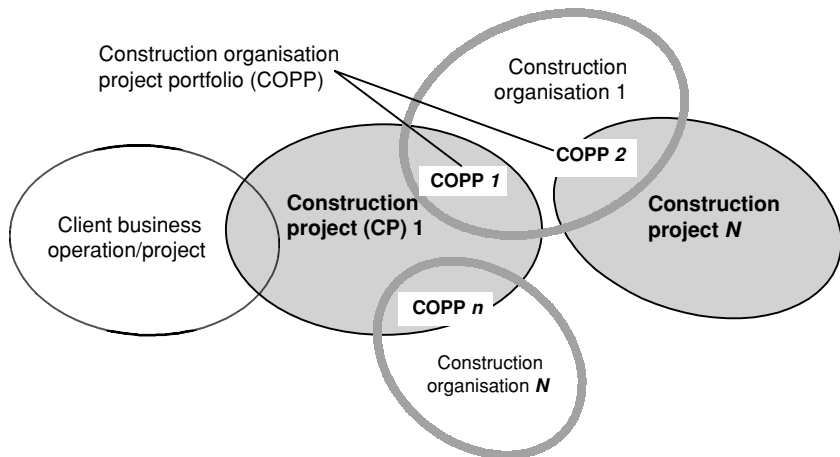 Construction organisation
project portfolio (COPP)
Construction
organisation 1
COPP 2
COPP 1
Construction
project (CP) 1
Construction
project N
Client business
operation/project
COPP n
Construction
organisation N